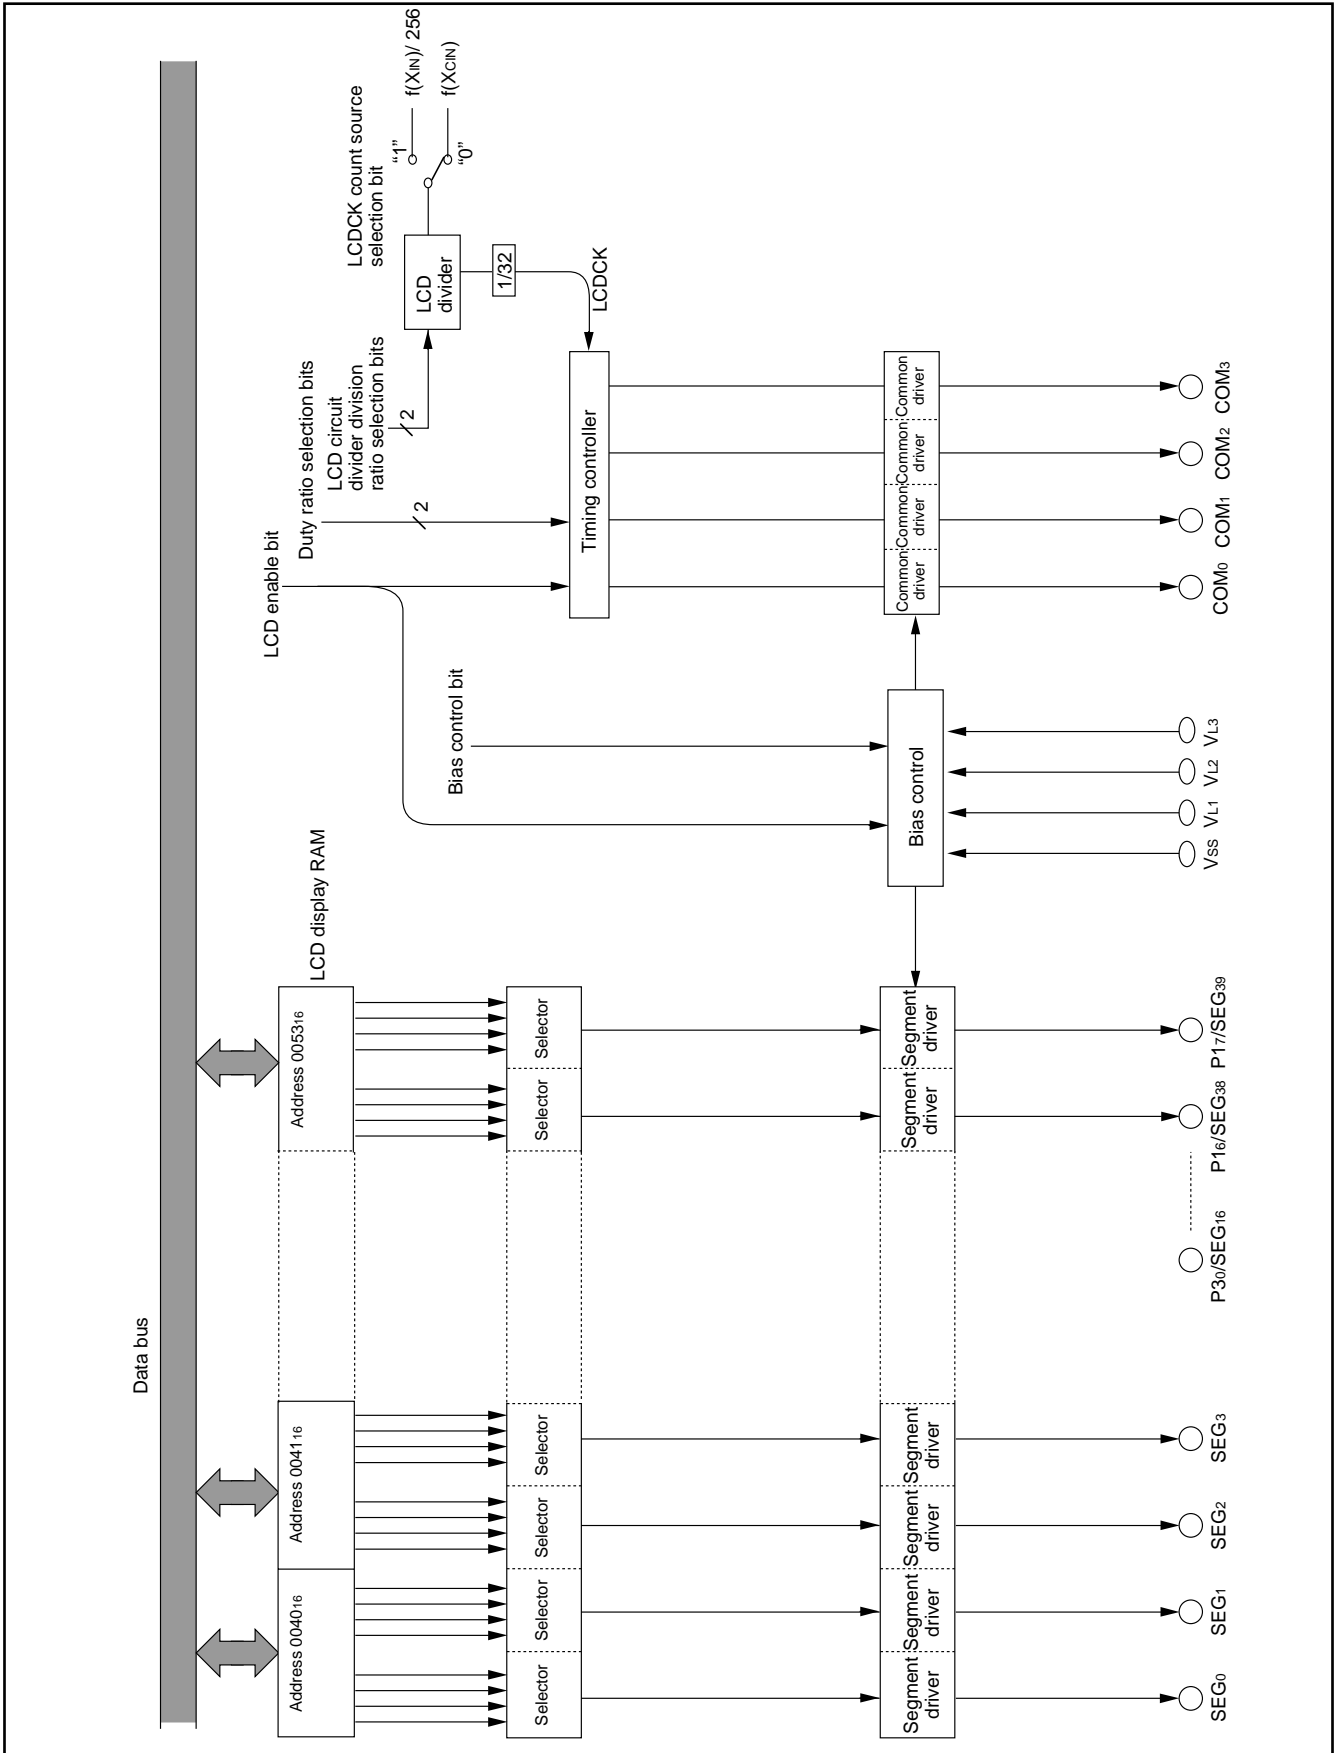 Data bus
LCD enable bit
Duty ratio selection bits
LCD circuit
divider division
ratio selection bits
LCDCK count source
selection bit
"1"
"0"
f(XIN)/ 256
f(XCIN)
2
2
LCD
divider
1/32
LCDCK
Timing controller
Bias control bit
LCD display RAM
Address 004016
Address 004116
Address 005316
Selector
Selector
Selector
Selector
Selector
Selector
Bias control
Segment
driver
Segment
driver
Segment
driver
Segment
driver
Segment
driver
Segment
driver
Common
driver
Common
driver
Common
driver
Common
driver
SEG0
SEG1
SEG2
SEG3
P30/SEG16
P16/SEG38
P17/SEG39
VSS
VL1
VL2
VL3
COM0
COM1
COM2
COM3